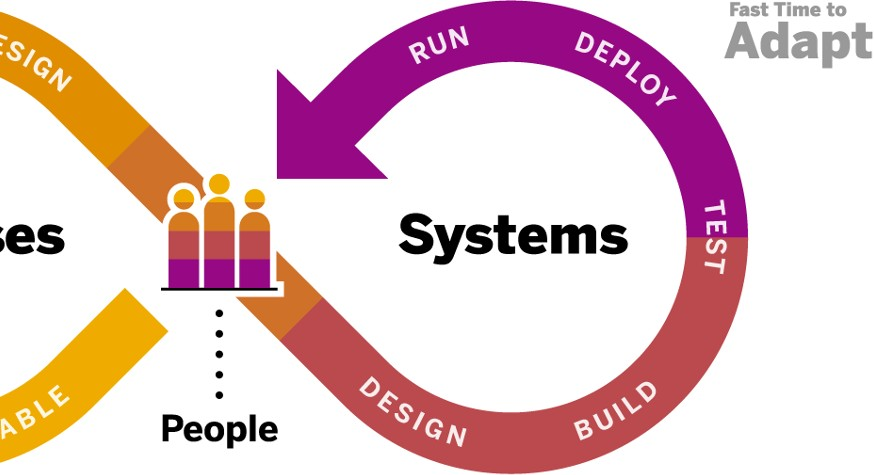 Fast Time to
Adapt
RUN
DEPLOY
TEST
BUILD
DESIGN
Systems
People
ESIGN
ses
ABLE